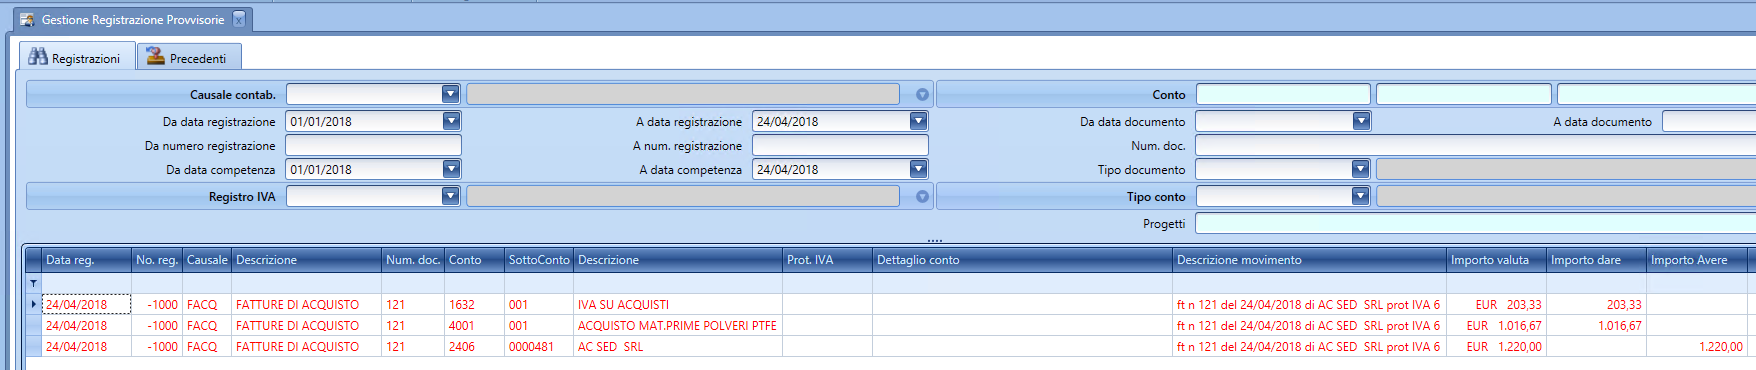 Gestione Registrazione Provvisorie x
Registrazioni Precedenti
Causale contab. Conto
Da data registrazione 01/01/2018 A data registrazione 24/04/2018 Da data documento A data documento
Da numero registrazione A num. registrazione Num. doc.
Da data competenza 01/01/2018 A data competenza 24/04/2018 Tipo documento
Registro IVA Tipo conto
Progetti
Data reg. No. reg. Causale Descrizione Num. doc. Conto SottoConto Descrizione Prot. IVA Dettaglio conto Descrizione movimento Importo valuta Importo dare Importo Avere
24/04/2018 -1000 FACQ FATTURE DI ACQUISTO 121 1632 001 IVA SU ACQUISTI ft n 121 del 24/04/2018 di AC SED SRL prot IVA 6 EUR 203,33 203,33
24/04/2018 -1000 FACQ FATTURE DI ACQUISTO 121 4001 001 ACQUISTO MAT.PRIME POLVERI PTFE ft n 121 del 24/04/2018 di AC SED SRL prot IVA 6 EUR 1.016,67 1.016,67
24/04/2018 -1000 FACQ FATTURE DI ACQUISTO 121 2406 0000481 AC SED SRL ft n 121 del 24/04/2018 di AC SED SRL prot IVA 6 EUR 1.220,00 1.220,00